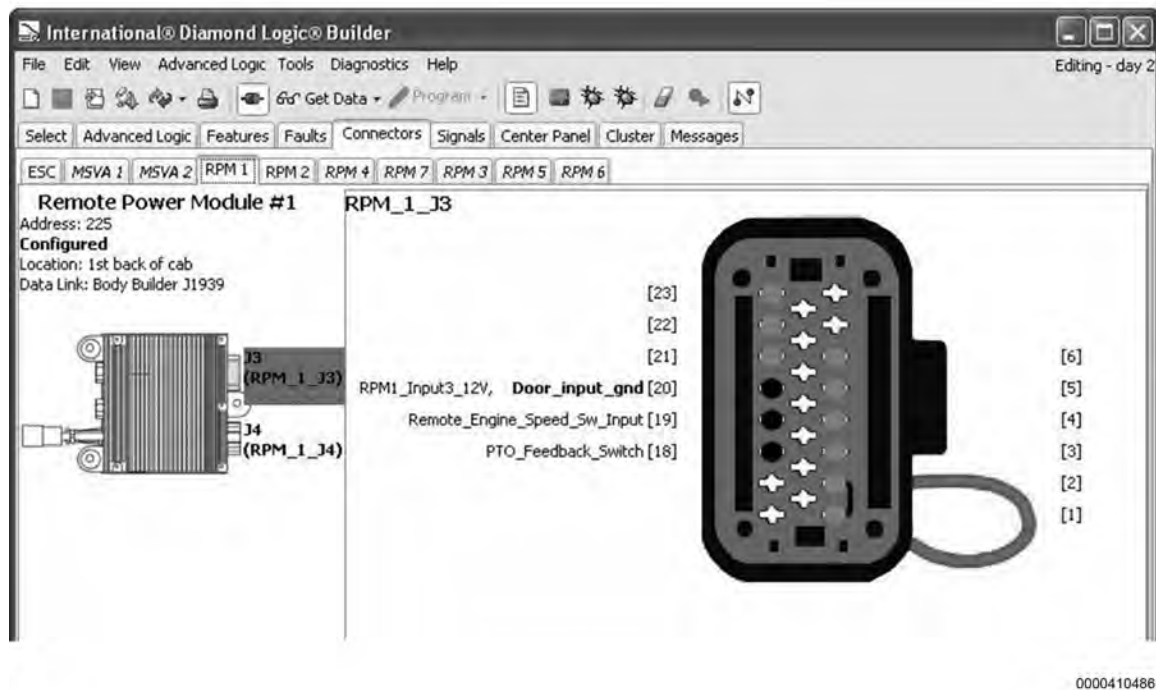 International® Diamond Logic® Builder
File Edit View Advanced Logic Tools Diagnostics Help
Editing - day 2
Get Data Program
Select Advanced Logic Features Faults Connectors Signals Center Panel Cluster Messages
ESC MSVA 1 MSVA 2 RPM 1 RPM 2 RPM 4 RPM 7 RPM 3 RPM 5 RPM 6
Remote Power Module #1
Address: 225
Configured
Location: 1st back of cab
Data Link: Body Builder J1939
J3
(RPM_1_J3)
J4
(RPM_1_J4)
RPM_1_J3
[23]
[22]
[21] [6]
RPM1_Input3_12V, Door_input_gnd [20] [5]
Remote_Engine_Speed_Sw_Input [19] [4]
PTO_Feedback_Switch [18] [3]
[2]
[1]
0000410486